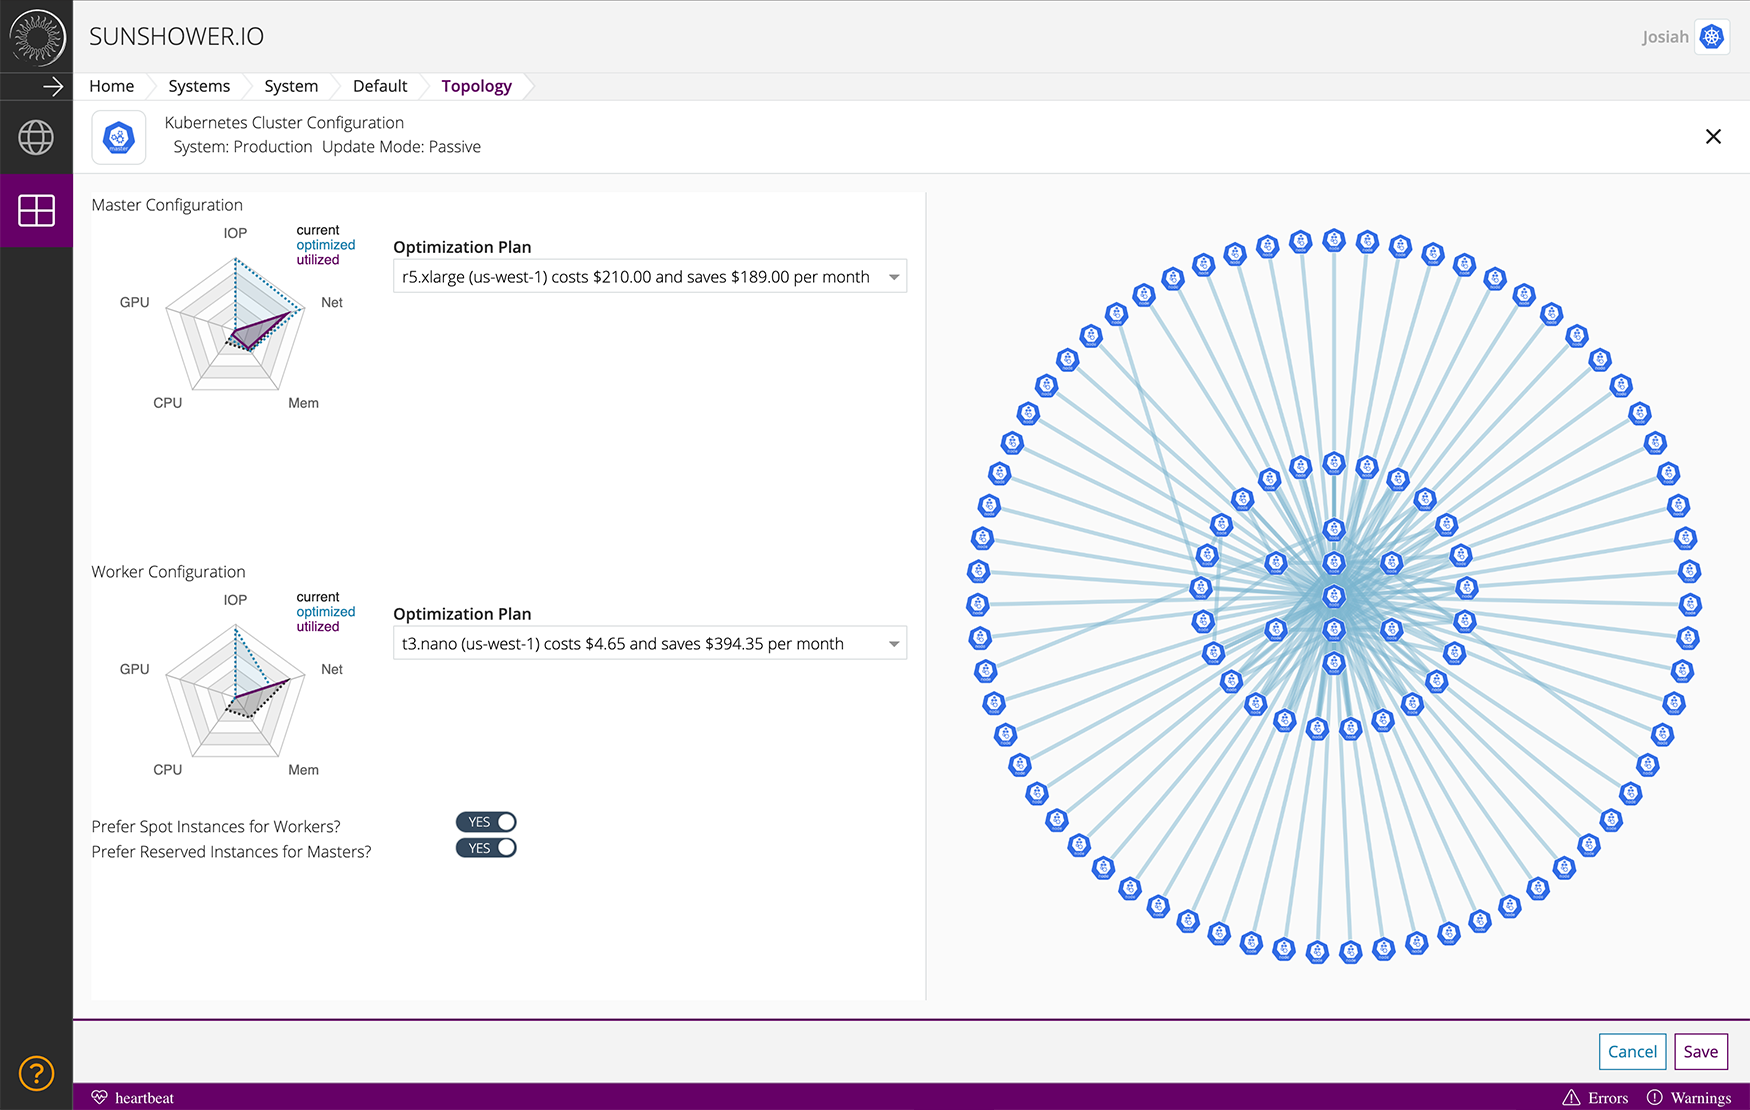 SUNSHOWER.IO
Josiah
Home Systems System Default Topology
master
Kubernetes Cluster Configuration
System: Production Update Mode: Passive
Master Configuration
IOP
GPU
Net
CPU
Mem
current
optimized
utilized
Optimization Plan
r5.xlarge (us-west-1) costs $210.00 and saves $189.00 per month
Worker Configuration
IOP
GPU
Net
CPU
Mem
current
optimized
utilized
Optimization Plan
t3.nano (us-west-1) costs $4.65 and saves $394.35 per month
Prefer Spot Instances for Workers? YES
Prefer Reserved Instances for Masters? YES
Cancel Save
?
heartbeat
Errors Warnings